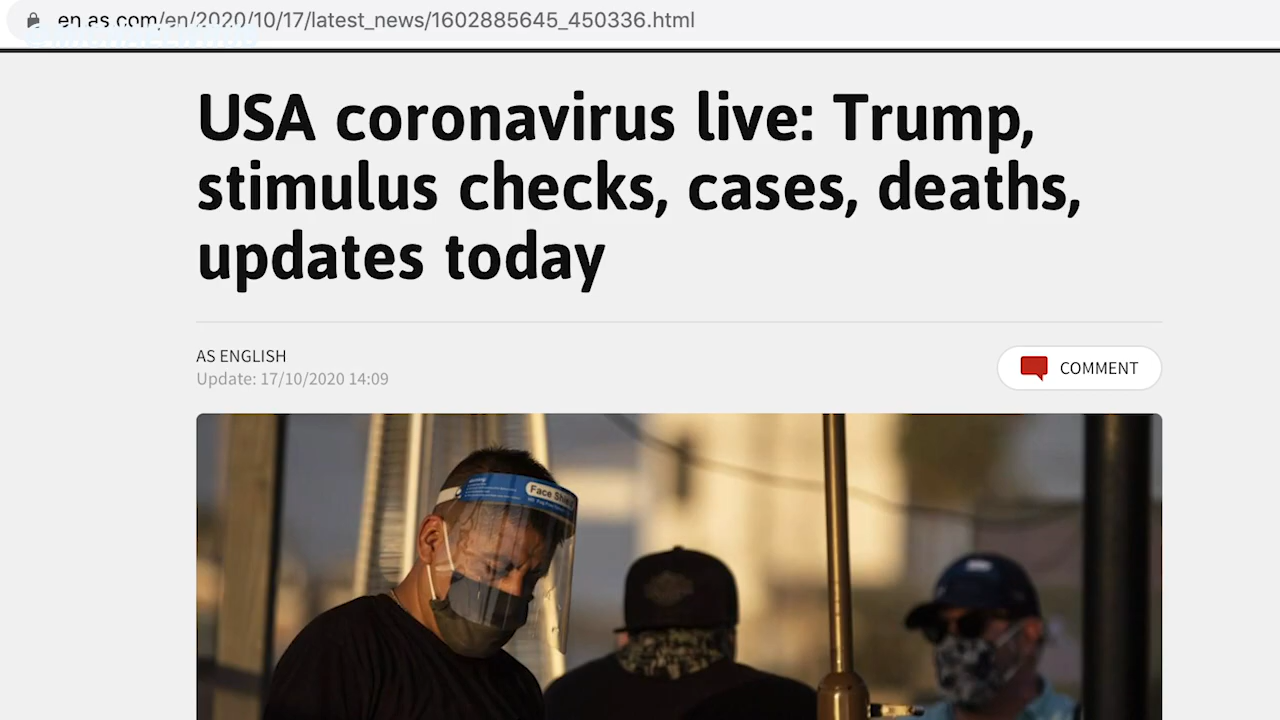 en.as.com/en/2020/10/17/latest_news/1602885645_450336.html
USA coronavirus live: Trump,
stimulus checks, cases, deaths,
updates today
AS ENGLISH
Update: 17/10/2020 14:09
COMMENT
Face Shield